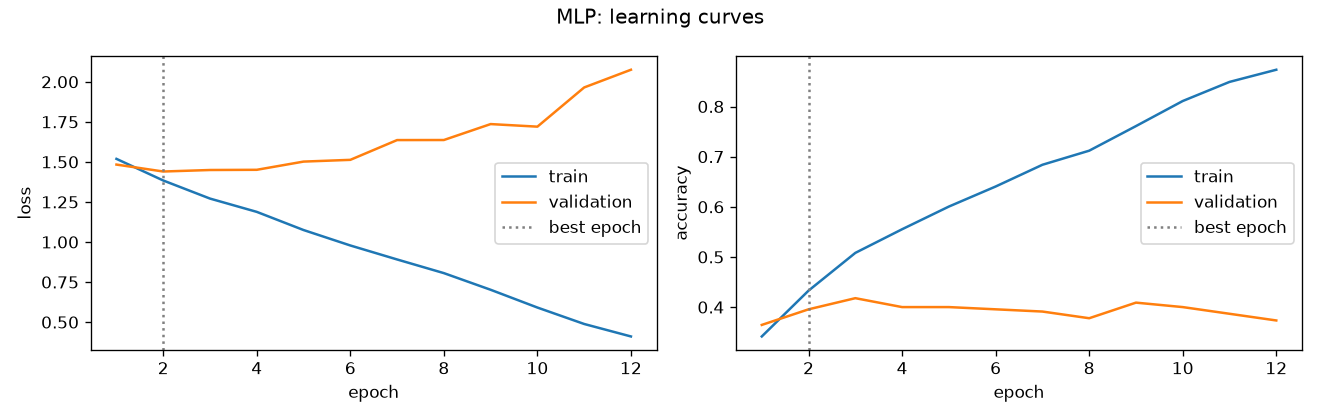 MLP: learning curves
2.00
1.75
1.50
1.25
1.00
0.75
0.50
loss
train
validation
best epoch
2 4 6 8 10 12
epoch
0.8
0.7
0.6
0.5
0.4
accuracy
train
validation
best epoch
2 4 6 8 10 12
epoch